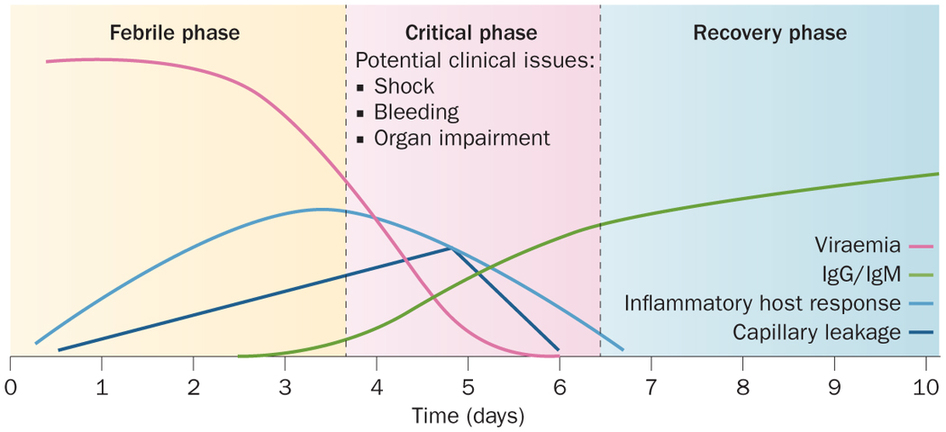 Febrile phase
Critical phase
Recovery phase
Potential clinical issues:
▪ Shock
▪ Bleeding
▪ Organ impairment
Viraemia
IgG/IgM
Inflammatory host response
Capillary leakage
0 1 2 3 4 5 6 7 8 9 10
Time (days)